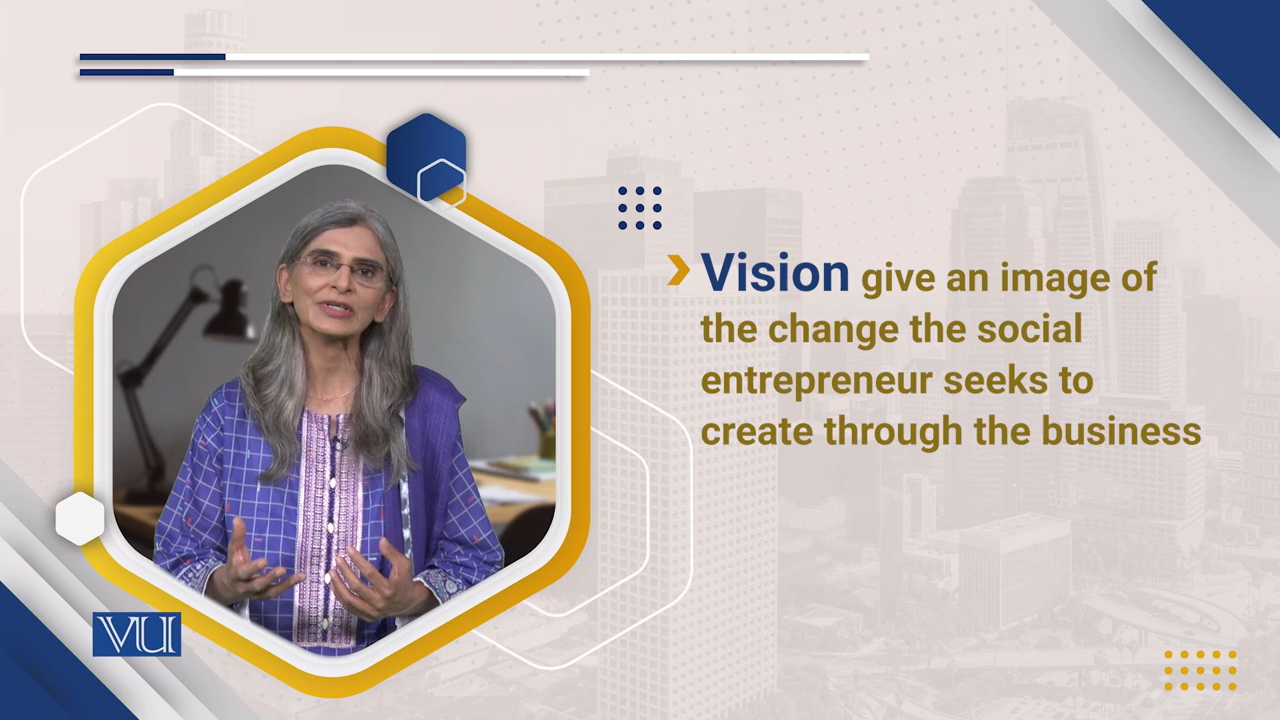 Vision give an image of
the change the social
entrepreneur seeks to
create through the business
VU